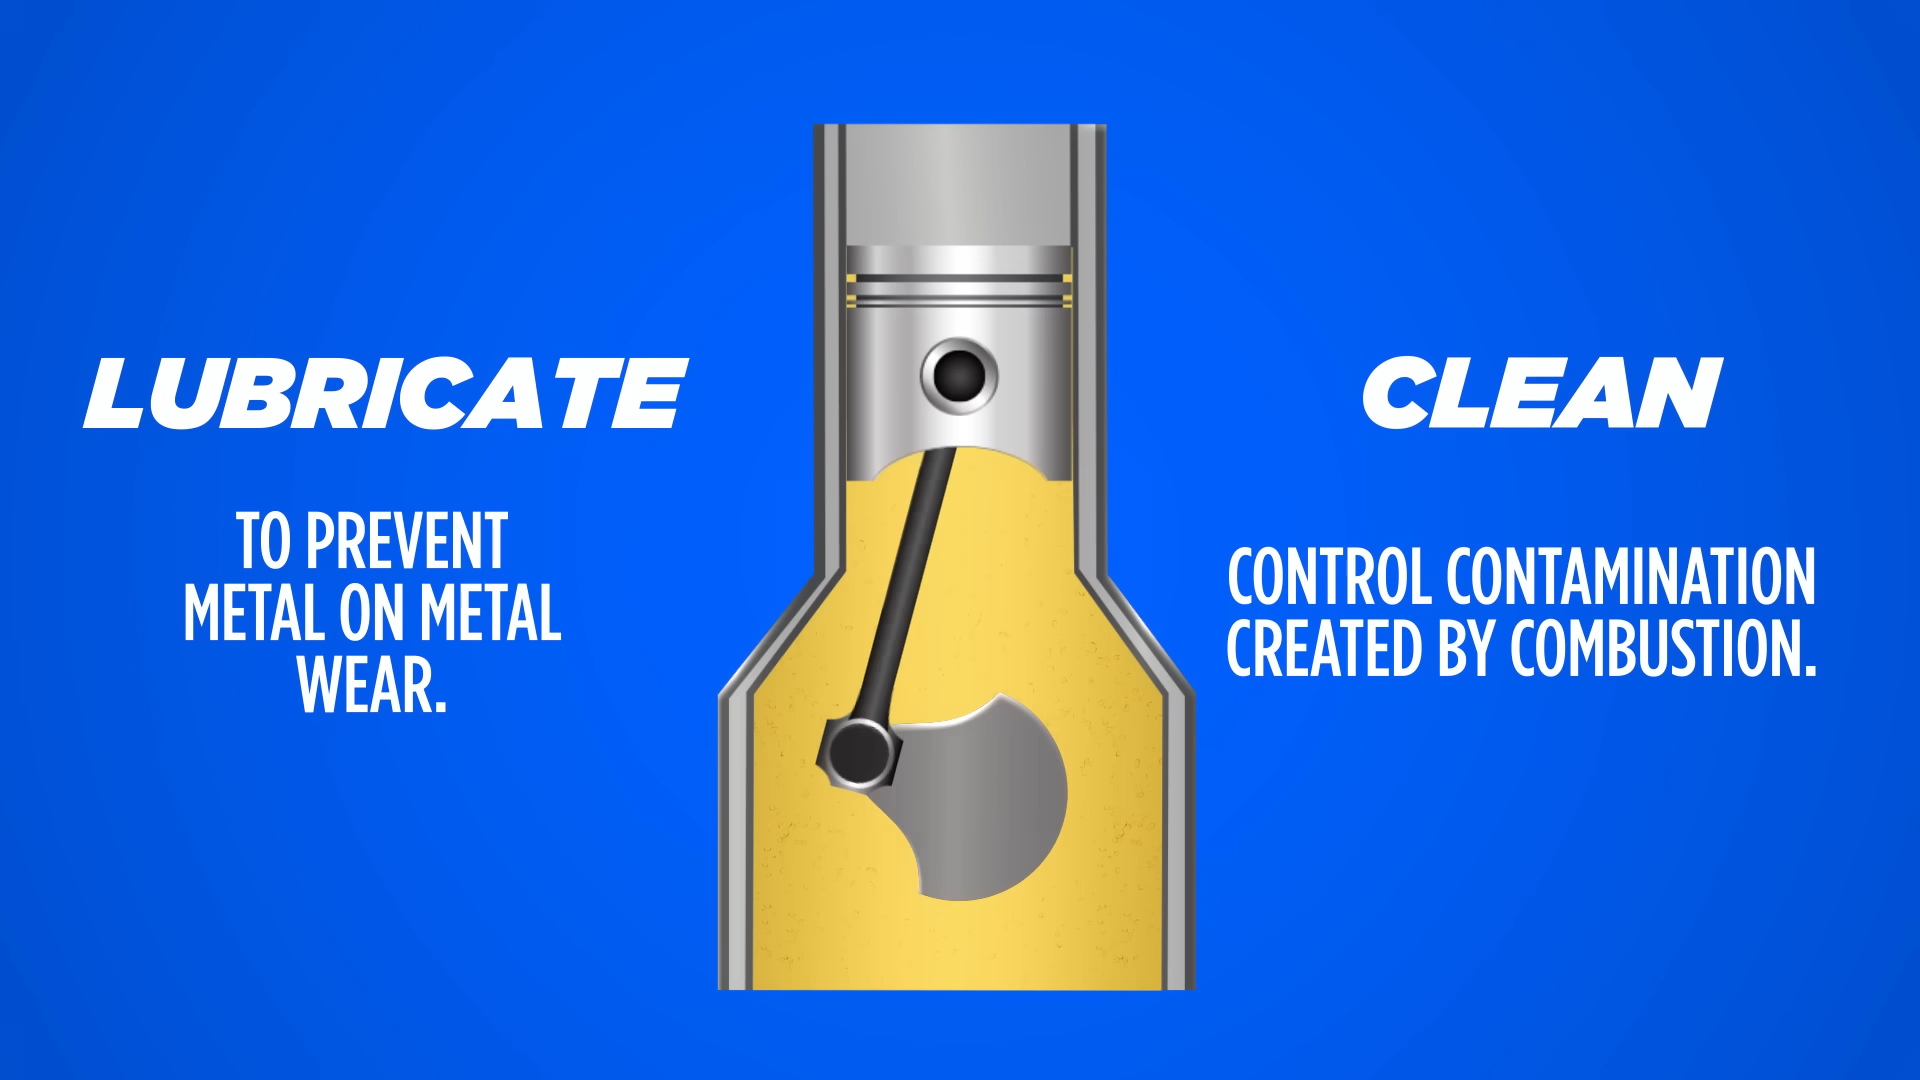 LUBRICATE
TO PREVENT
METAL ON METAL
WEAR.
CLEAN
CONTROL CONTAMINATION
CREATED BY COMBUSTION.